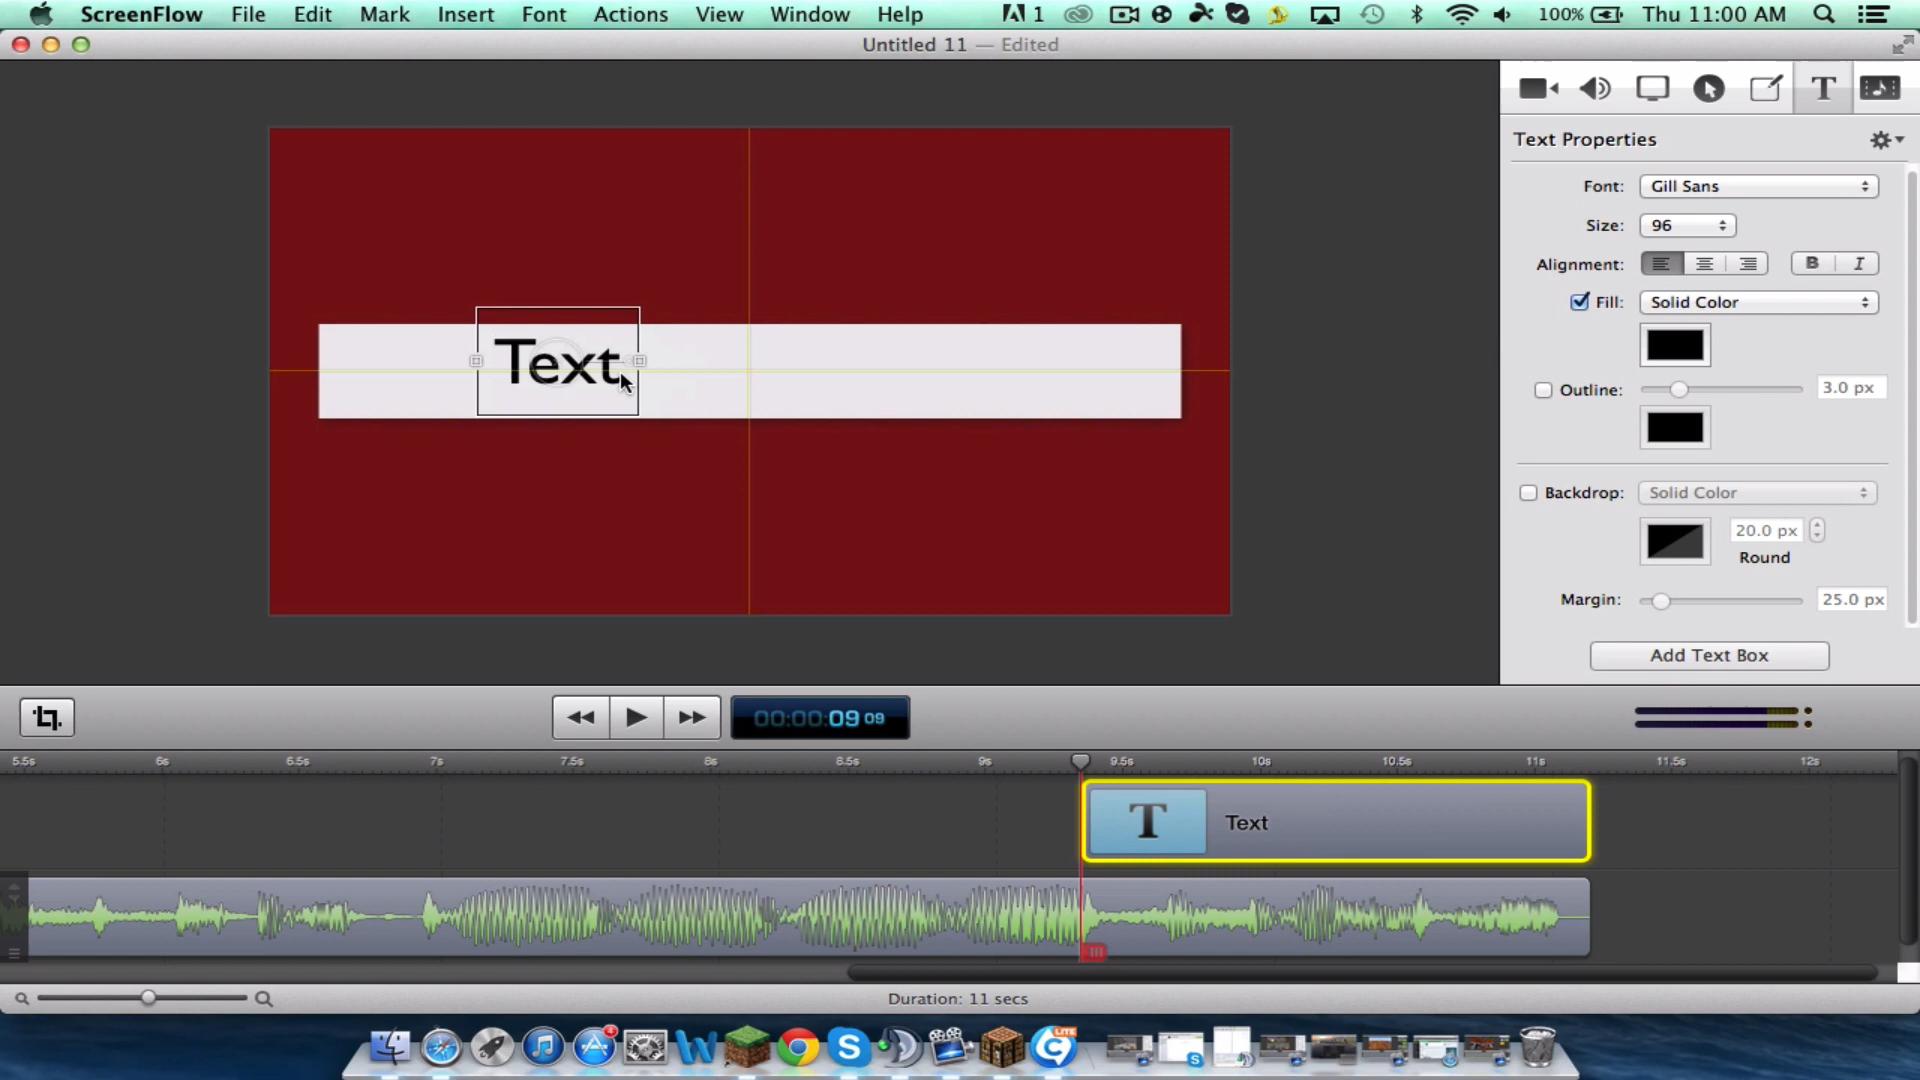 ScreenFlow File Edit Mark Insert Font Actions View Window Help 1 100% Thu 11:00 AM
Untitled 11 — Edited
T
Text Properties
Font: Gill Sans
Size: 96
Alignment: B I
Fill: Solid Color
Text
Outline: 3.0 px
Backdrop: Solid Color
20.0 px
Round
Margin: 25.0 px
Add Text Box
00:00:09 09
5.5s 6s 6.5s 7s 7.5s 8s 8.5s 9s 9.5s 10s 10.5s 11s 11.5s 12s
T Text
Duration: 11 secs
4
W S C LITE
S